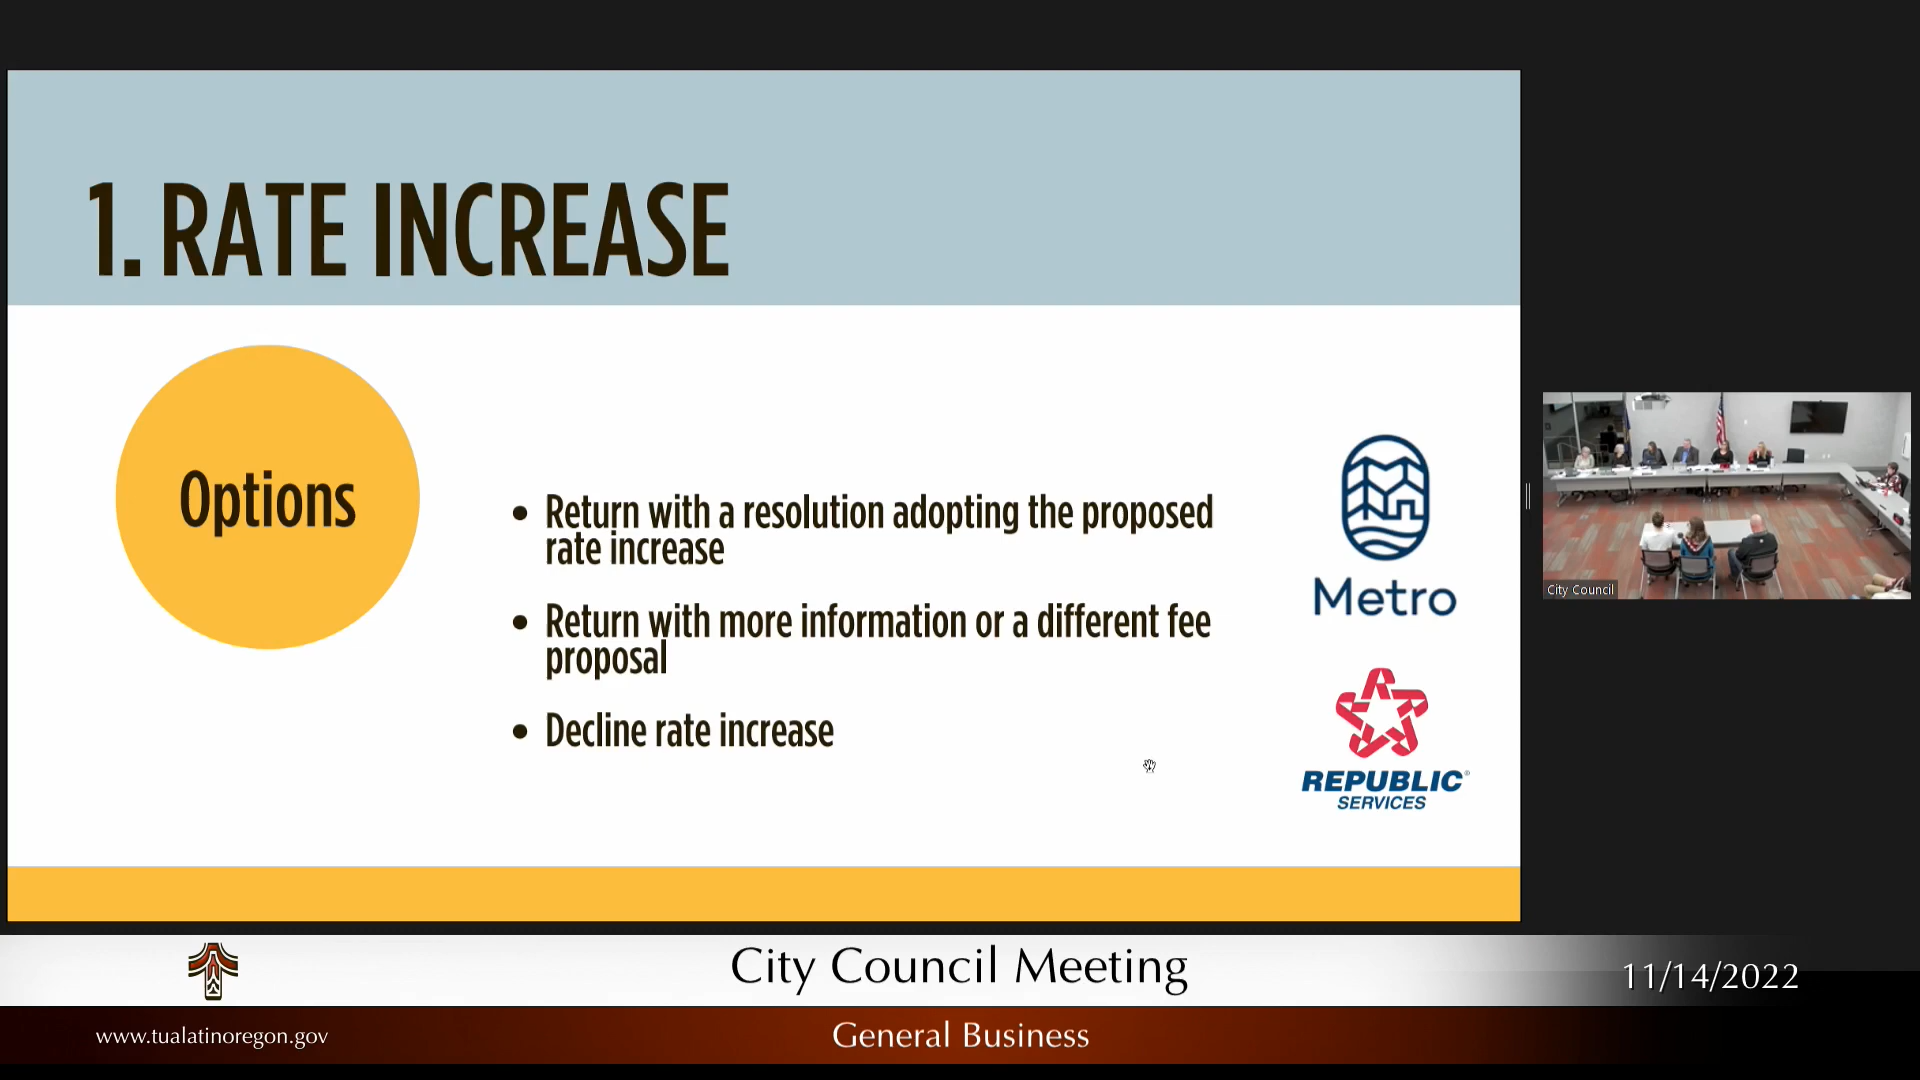 1. RATE INCREASE
Options
• Return with a resolution adopting the proposed
rate increase
• Return with more information or a different fee
proposal
• Decline rate increase
Metro
REPUBLIC®
SERVICES
City Council
City Council Meeting
11/14/2022
www.tualatinoregon.gov
General Business